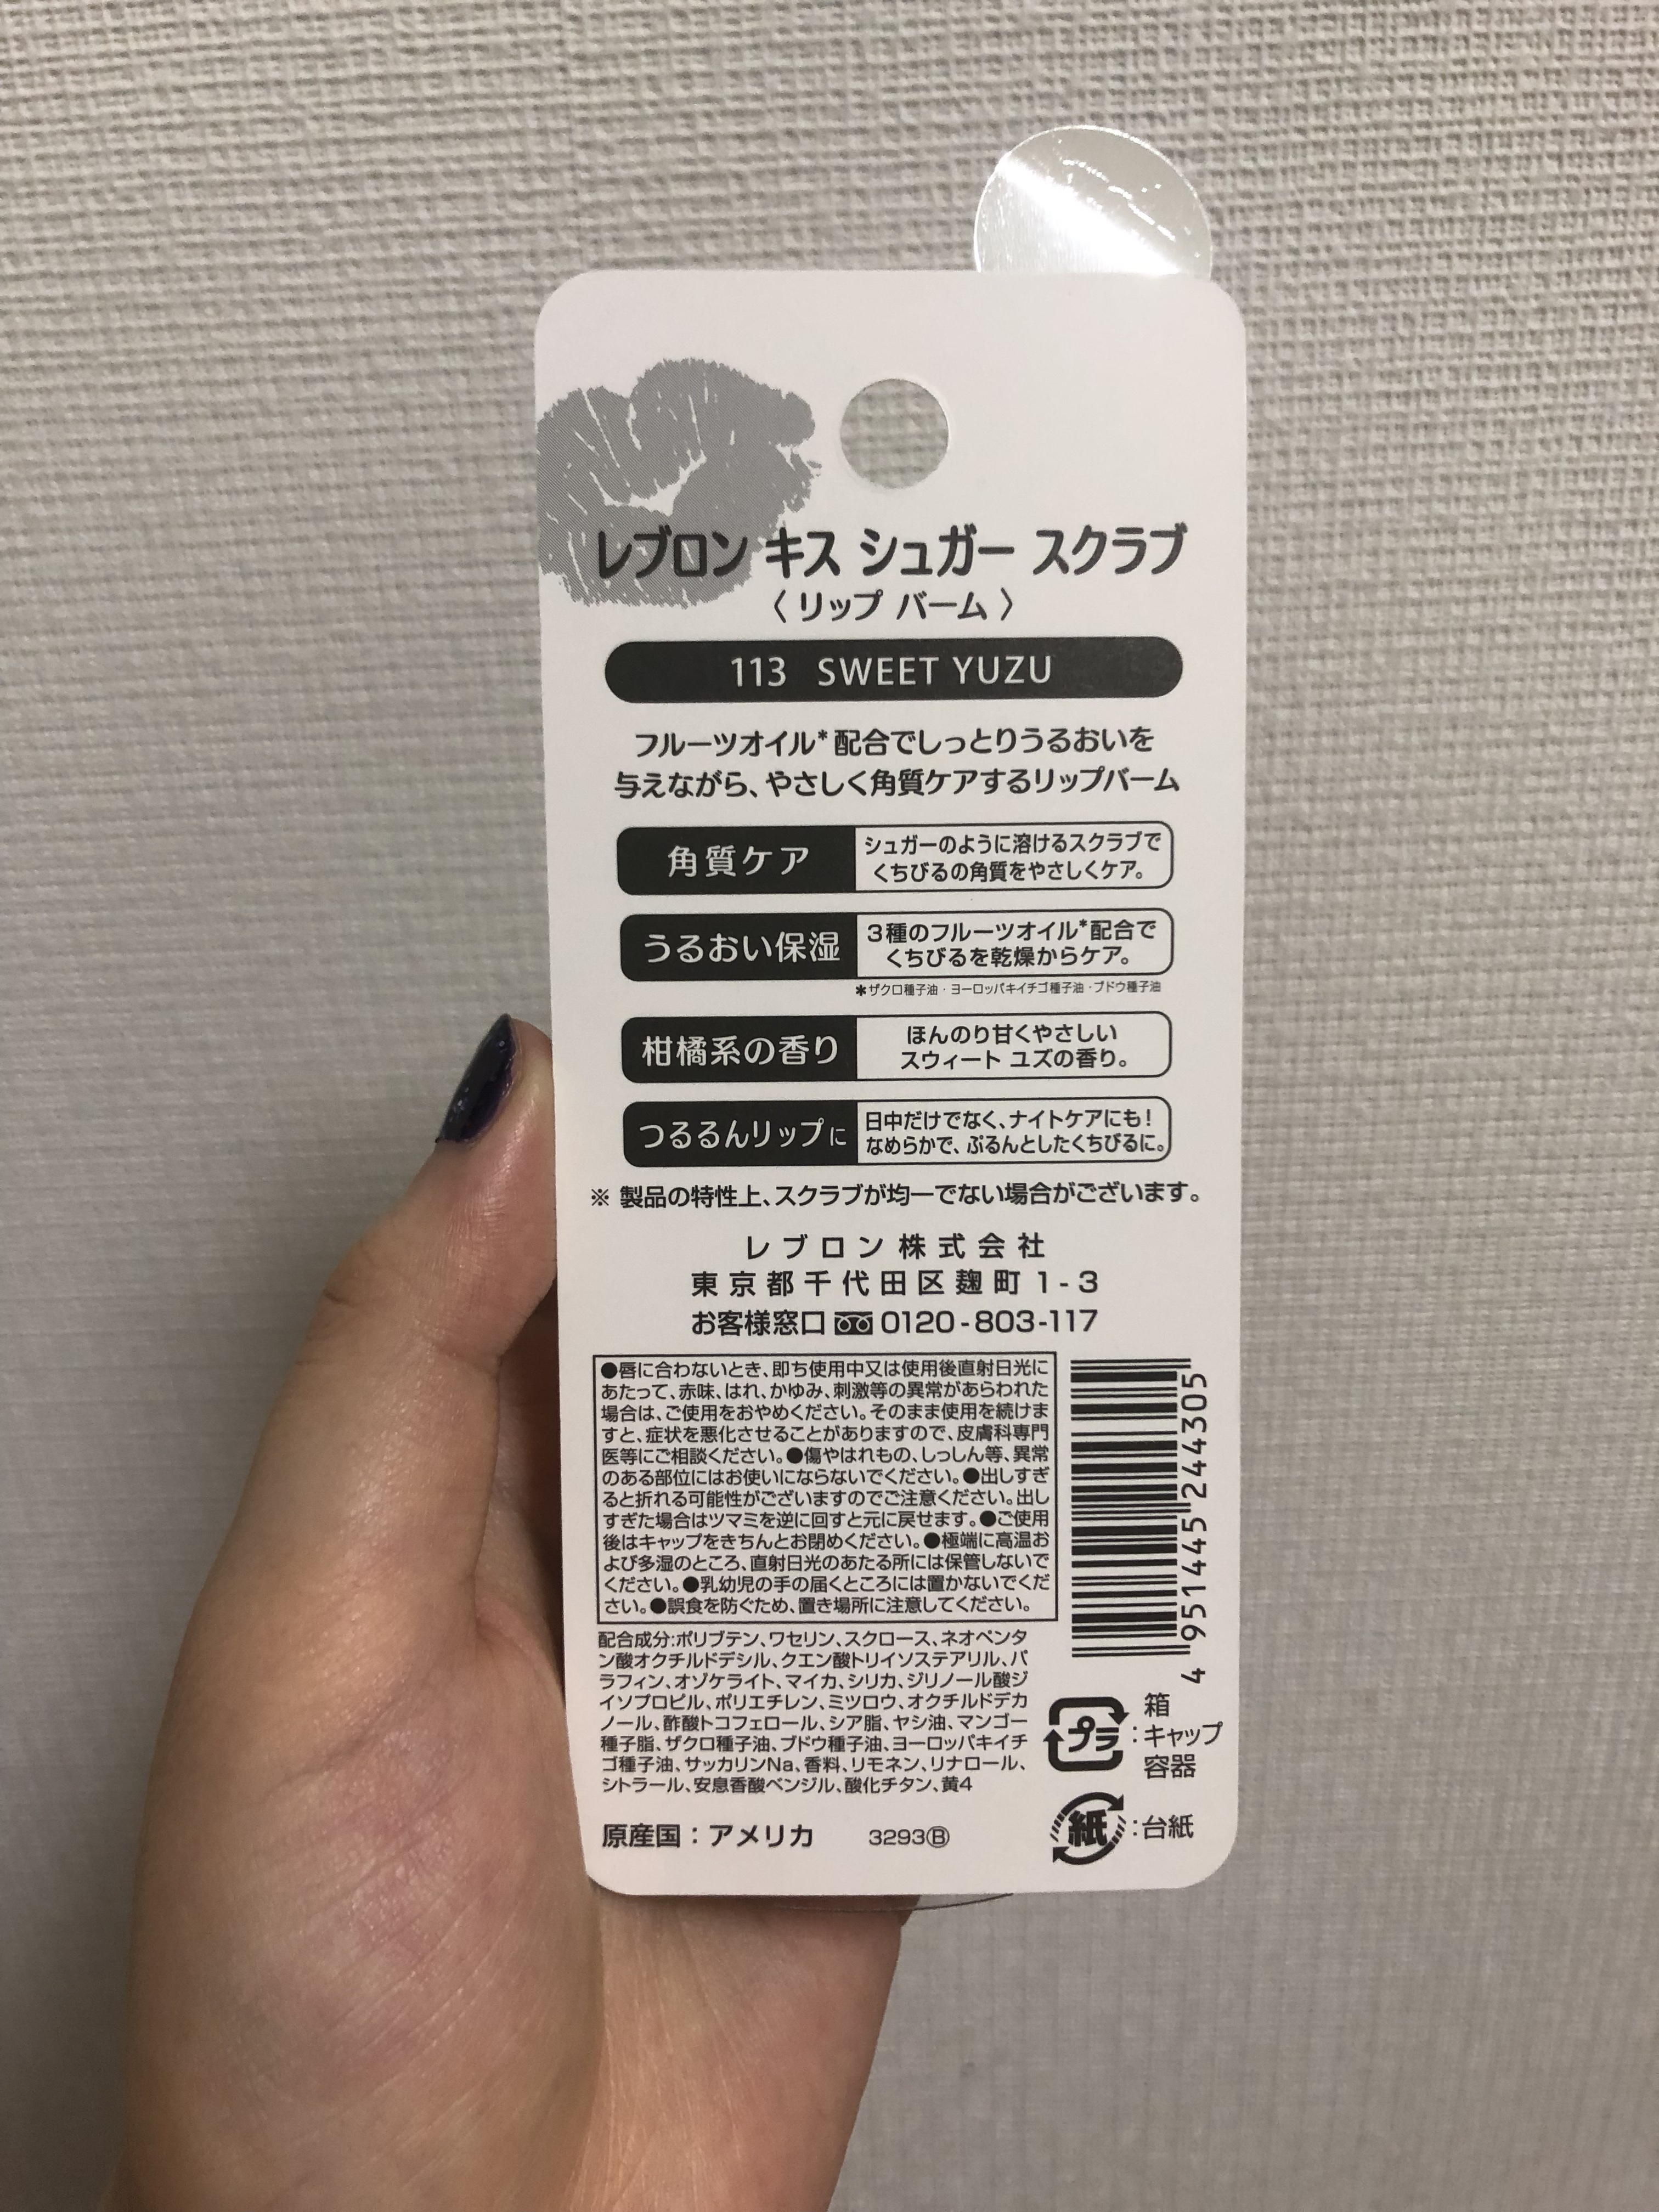 レブロン キス シュガー スクラブ
〈 リップ バーム 〉
113 SWEET YUZU
フルーツオイル*配合でしっとりうるおいを
与えながら、やさしく角質ケアするリップバーム
角質ケア
シュガーのように溶けるスクラブで
くちびるの角質をやさしくケア。
うるおい保湿
3種のフルーツオイル*配合で
くちびるを乾燥からケア。
*ザクロ種子油・ヨーロッパキイチゴ種子油・ブドウ種子油
柑橘系の香り
ほんのり甘くやさしい
スウィート ユズの香り。
つるるんリップに
日中だけでなく、ナイトケアにも!
なめらかで、ぷるんとしたくちびるに。
※ 製品の特性上、スクラブが均一でない場合がございます。
レブロン株式会社
東京都千代田区麹町1-3
お客様窓口 0120-803-117
●唇に合わないとき、即ち使用中又は使用後直射日光に
あたって、赤味、はれ、かゆみ、刺激等の異常があらわれた
場合は、ご使用をおやめください。そのまま使用を続けま
すと、症状を悪化させることがありますので、皮膚科専門
医等にご相談ください。●傷やはれもの、しっしん等、異常
のある部位にはお使いにならないでください。●出しすぎ
ると折れる可能性がございますのでご注意ください。出し
すぎた場合はツマミを逆に回すと元に戻せます。●ご使用
後はキャップをきちんとお閉めください。●極端に高温お
よび多湿のところ、直射日光のあたる所には保管しないで
ください。●乳幼児の手の届くところには置かないでくだ
さい。●誤食を防ぐため、置き場所に注意してください。
4 951445 244305
配合成分:ポリブテン、ワセリン、スクロース、ネオペンタ
ン酸オクチルドデシル、クエン酸トリイソステアリル、パ
ラフィン、オゾケライト、マイカ、シリカ、ジリノール酸ジ
イソプロピル、ポリエチレン、ミツロウ、オクチルドデカ
ノール、酢酸トコフェロール、シア脂、ヤシ油、マンゴー
種子脂、ザクロ種子油、ブドウ種子油、ヨーロッパキイチ
ゴ種子油、サッカリンNa、香料、リモネン、リナロール、
シトラール、安息香酸ベンジル、酸化チタン、黄4
プラ:箱
キャップ
容器
紙:台紙
原産国:アメリカ 3293Ⓑ